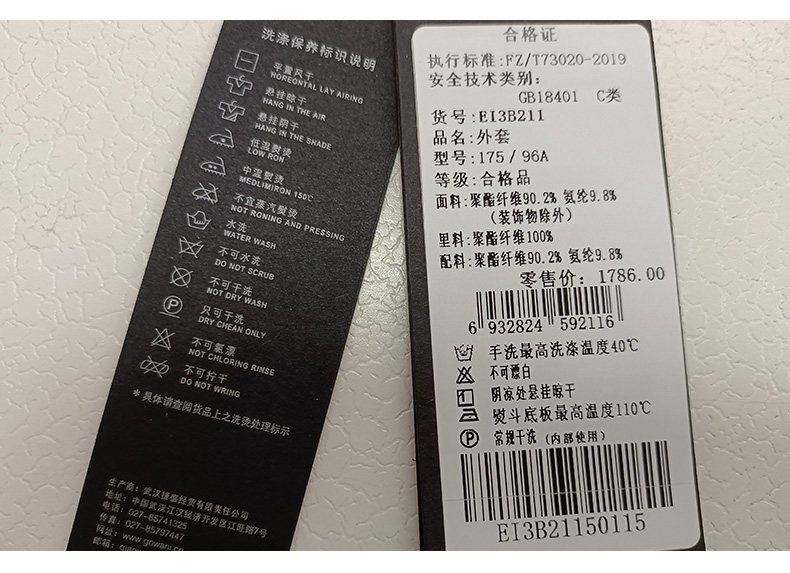 洗涤保养标识说明
平置风干
HOREONTAL LAY AIRING
悬挂晾干
HANG IN THE AIR
悬挂阴干
HANG IN THE SHADE
低温熨烫
LOW RON
中温熨烫
MEDLIMIRON 150℃
不宜蒸汽熨烫
NOT RONING AND PRESSING
水洗
WATER WASH
不可水洗
DO NOT SCRUB
不可干洗
NOT DRY WASH
只可干洗
DRY CHEAN ONLY
不可氯漂
NOT CHLORING RINSE
不可拧干
DO NOT WRING
*具体请查阅货品上之洗烫处理标示
生产商: 武汉捷盛经贸有限责任公司
地址: 中国武汉江汉经济开发区江旺路7号
电话: 027-85741325
传真: 027-85797447
网址: www.gowani.c
邮箱:
合格证
执行标准:FZ/T73020-2019
安全技术类别:
GB18401 C类
货号:EI3B211
品名:外套
型号:175/96A
等级:合格品
面料:聚酯纤维90.2% 氨纶9.8%
(装饰物除外)
里料:聚酯纤维100%
配料:聚酯纤维90.2% 氨纶9.8%
零售价: 1786.00
6 932824 592116
手洗最高洗涤温度40℃
不可漂白
阴凉处悬挂晾干
熨斗底板最高温度110℃
P 常规干洗 (内部使用)
EI3B21150115